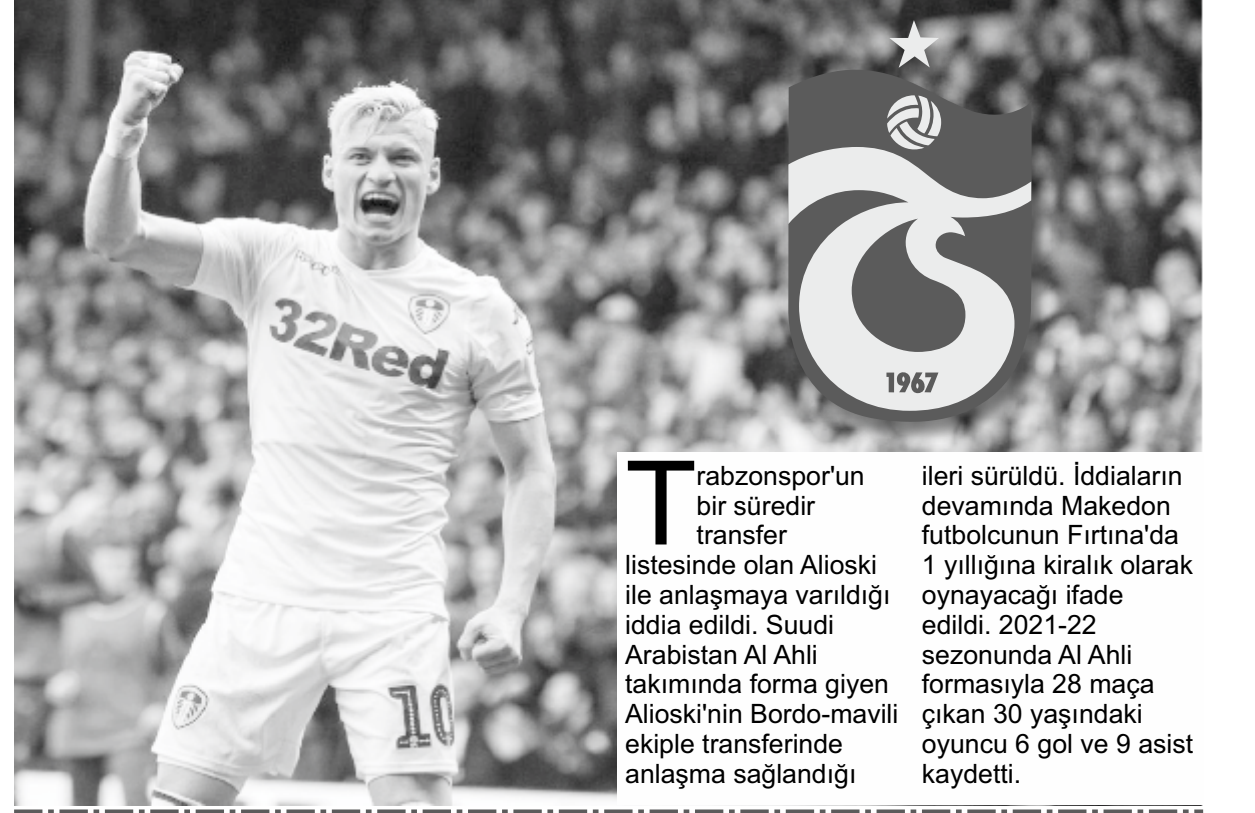 32Red
10
1967
Trabzonspor'un
bir süredir
transfer
listesinde olan Alioski
ile anlaşmaya varıldığı
iddia edildi. Suudi
Arabistan Al Ahli
takımında forma giyen
Alioski'nin Bordo-mavili
ekiple transferinde
anlaşma sağlandığı
ileri sürüldü. İddiaların
devamında Makedon
futbolcunun Fırtına'da
1 yıllığına kiralık olarak
oynayacağı ifade
edildi. 2021-22
sezonunda Al Ahli
formasıyla 28 maça
çıkan 30 yaşındaki
oyuncu 6 gol ve 9 asist
kaydetti.